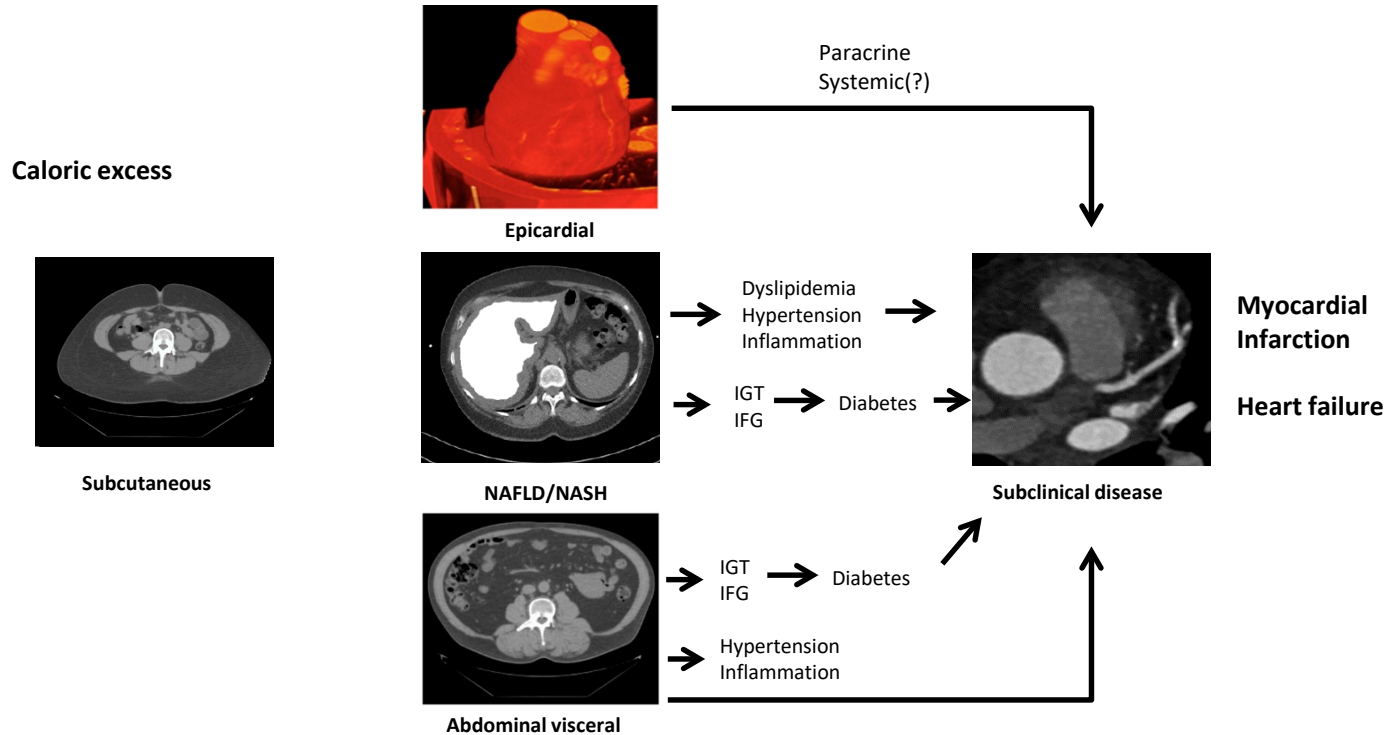 Paracrine
Systemic(?)
Caloric excess
Epicardial
Dyslipidemia
Hypertension
Inflammation
Myocardial
Infarction
IGT
IFG
Diabetes
Heart failure
Subcutaneous
NAFLD/NASH
Subclinical disease
IGT
IFG
Diabetes
Hypertension
Inflammation
Abdominal visceral